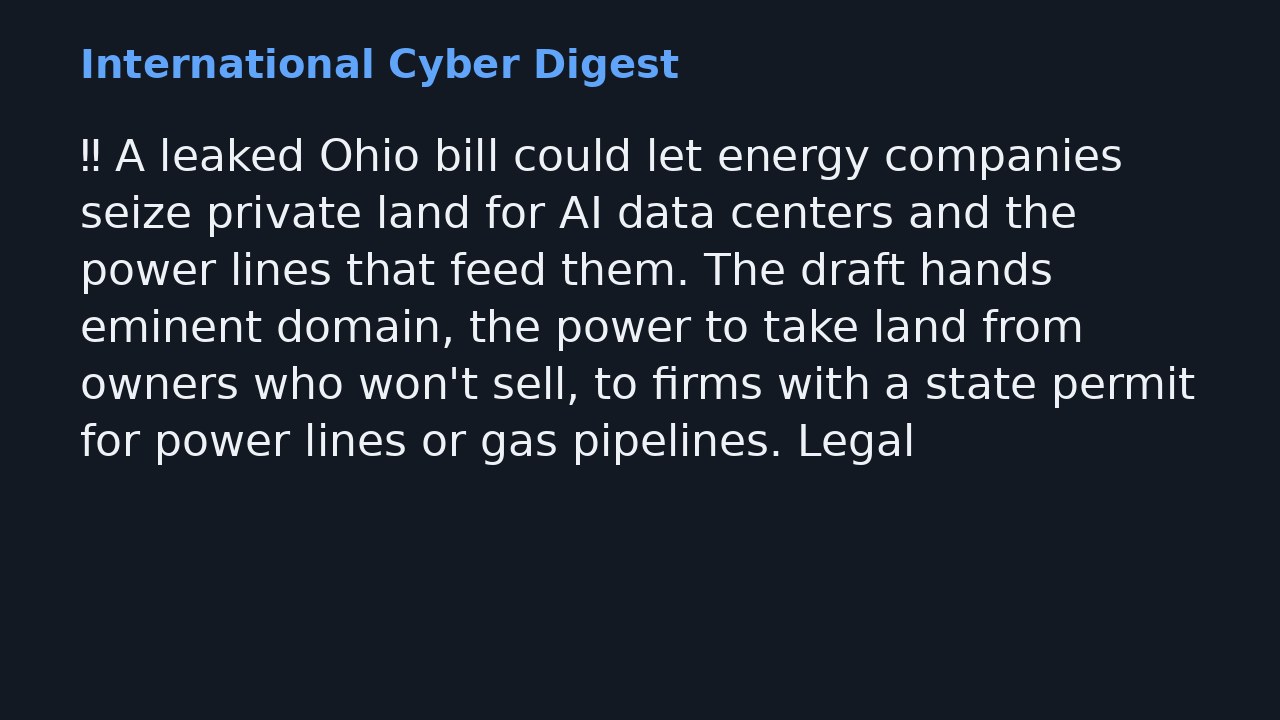 International Cyber Digest
‼ A leaked Ohio bill could let energy companies
seize private land for AI data centers and the
power lines that feed them. The draft hands
eminent domain, the power to take land from
owners who won't sell, to firms with a state permit
for power lines or gas pipelines. Legal